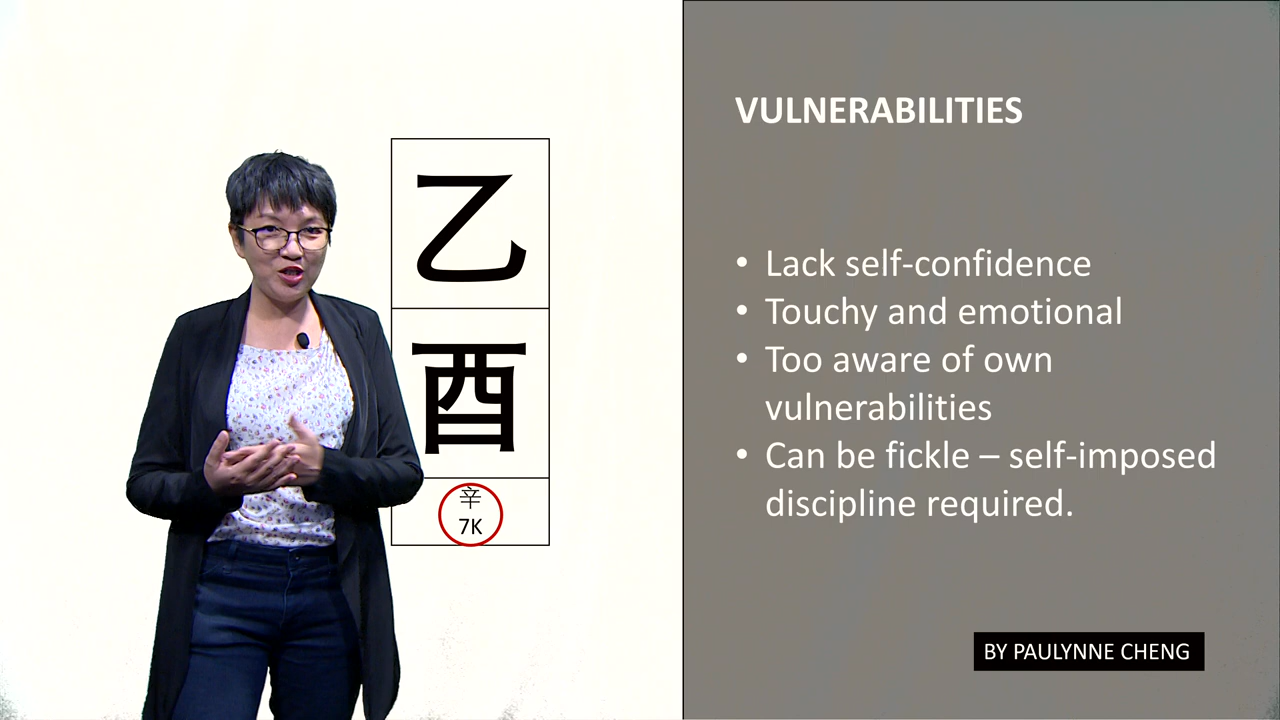 乙
酉
辛
7K
VULNERABILITIES
• Lack self-confidence
• Touchy and emotional
• Too aware of own
vulnerabilities
• Can be fickle – self-imposed
discipline required.
BY PAULYNNE CHENG